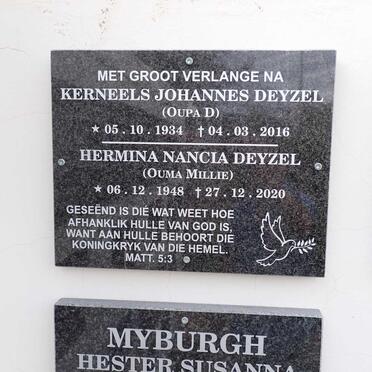 MET GROOT VERLANGE NA
KERNEELS JOHANNES DEYZEL
(OUPA D)
★ 05 . 10 . 1934 † 04 . 03 . 2016
HERMINA NANCIA DEYZEL
(OUMA MILLIE)
★ 06 . 12 . 1948 † 27 . 12 . 2020
GESEËND IS DIÉ WAT WEET HOE
AFHANKLIK HULLE VAN GOD IS,
WANT AAN HULLE BEHOORT DIE
KONINGKRYK VAN DIE HEMEL.
MATT. 5:3
MYBURGH
HESTER SUSANNA